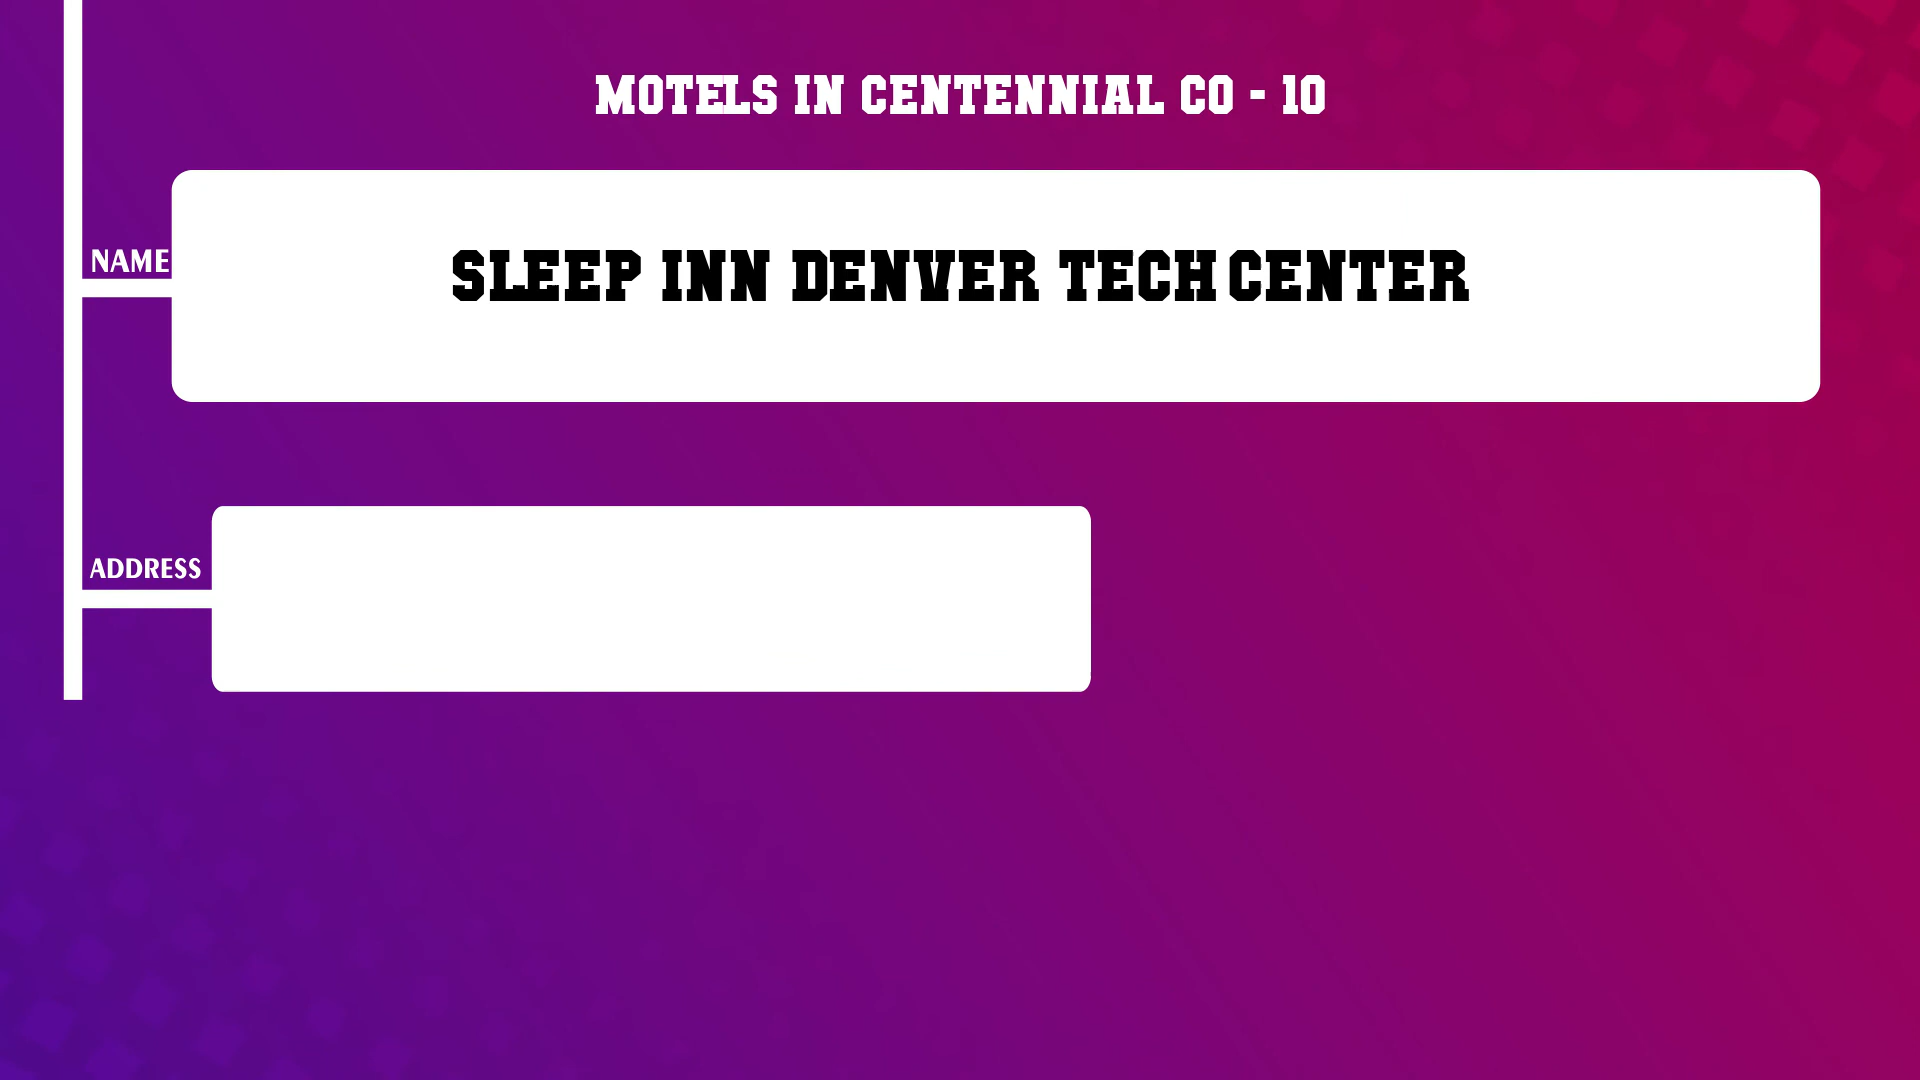 MOTELS IN CENTENNIAL CO - 10
NAME
SLEEP INN DENVER TECH CENTER
ADDRESS